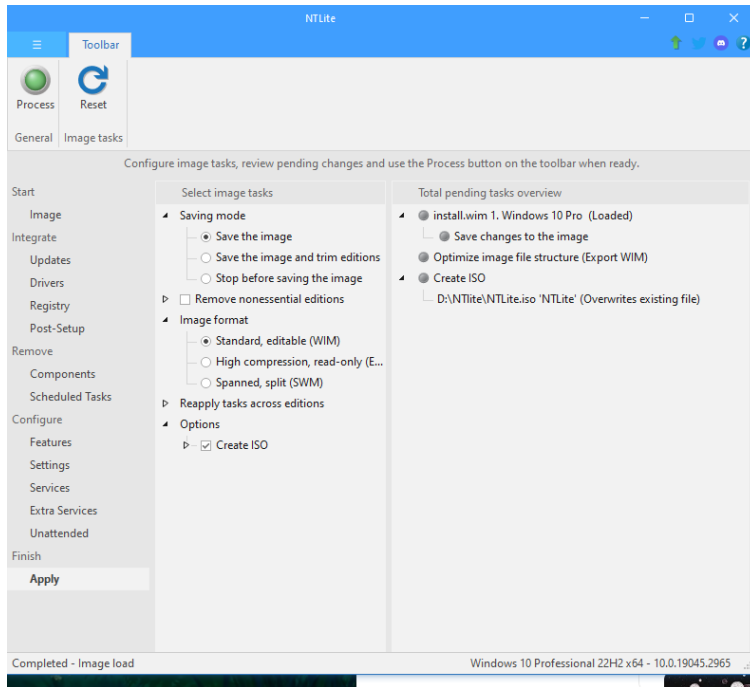 NTLite
Toolbar
Process
Reset
General
Image tasks
Configure image tasks, review pending changes and use the Process button on the toolbar when ready.
Start
Image
Integrate
Updates
Drivers
Registry
Post-Setup
Remove
Components
Scheduled Tasks
Configure
Features
Settings
Services
Extra Services
Unattended
Finish
Apply
Select image tasks
Saving mode
Save the image
Save the image and trim editions
Stop before saving the image
Remove nonessential editions
Image format
Standard, editable (WIM)
High compression, read-only (E...
Spanned, split (SWM)
Reapply tasks across editions
Options
Create ISO
Total pending tasks overview
install.wim 1. Windows 10 Pro (Loaded)
Save changes to the image
Optimize image file structure (Export WIM)
Create ISO
D:\NTlite\NTLite.iso 'NTLite' (Overwrites existing file)
Completed - Image load
Windows 10 Professional 22H2 x64 - 10.0.19045.2965